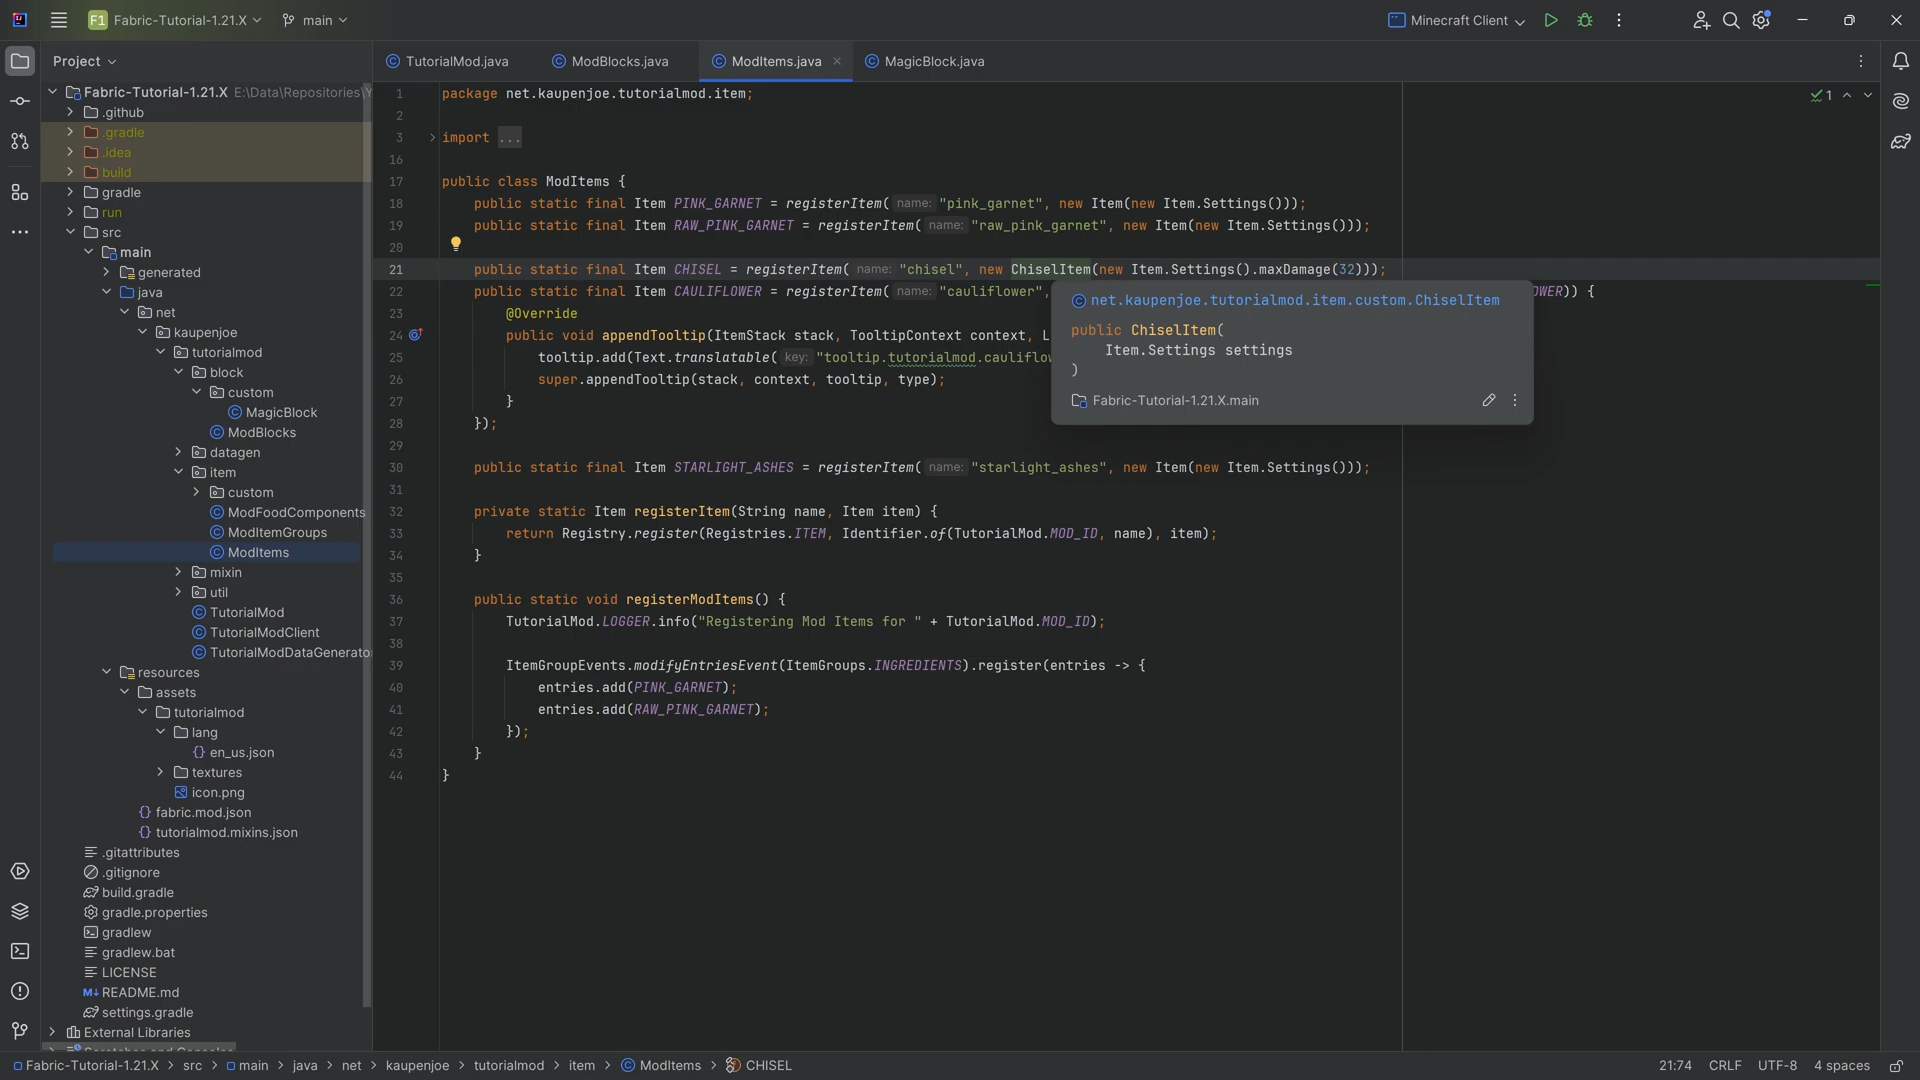 F1 Fabric-Tutorial-1.21.X main Minecraft Client
Project
TutorialMod.java ModBlocks.java ModItems.java MagicBlock.java
Fabric-Tutorial-1.21.X E:\Data\Repositories\Y
.github
.gradle
.idea
build
gradle
run
src
main
generated
java
net
kaupenjoe
tutorialmod
block
custom
MagicBlock
ModBlocks
datagen
item
custom
ModFoodComponents
ModItemGroups
ModItems
mixin
util
TutorialMod
TutorialModClient
TutorialModDataGenerato
resources
assets
tutorialmod
lang
en_us.json
textures
icon.png
fabric.mod.json
tutorialmod.mixins.json
.gitattributes
.gitignore
build.gradle
gradle.properties
gradlew
gradlew.bat
LICENSE
README.md
settings.gradle
External Libraries
1 package net.kaupenjoe.tutorialmod.item; 1
2
3 import ...
16
17 public class ModItems {
18 public static final Item PINK_GARNET = registerItem( name: "pink_garnet", new Item(new Item.Settings()));
19 public static final Item RAW_PINK_GARNET = registerItem( name: "raw_pink_garnet", new Item(new Item.Settings()));
20
21 public static final Item CHISEL = registerItem( name: "chisel", new ChiselItem(new Item.Settings().maxDamage(32)));
22 public static final Item CAULIFLOWER = registerItem( name: "cauliflower", OWER)) {
23 @Override
24 public void appendTooltip(ItemStack stack, TooltipContext context, L
25 tooltip.add(Text.translatable( key: "tooltip.tutorialmod.cauliflow
26 super.appendTooltip(stack, context, tooltip, type);
27 }
28 });
29
30 public static final Item STARLIGHT_ASHES = registerItem( name: "starlight_ashes", new Item(new Item.Settings()));
31
32 private static Item registerItem(String name, Item item) {
33 return Registry.register(Registries.ITEM, Identifier.of(TutorialMod.MOD_ID, name), item);
34 }
35
36 public static void registerModItems() {
37 TutorialMod.LOGGER.info("Registering Mod Items for " + TutorialMod.MOD_ID);
38
39 ItemGroupEvents.modifyEntriesEvent(ItemGroups.INGREDIENTS).register(entries -> {
40 entries.add(PINK_GARNET);
41 entries.add(RAW_PINK_GARNET);
42 });
43 }
44 }
net.kaupenjoe.tutorialmod.item.custom.ChiselItem
public ChiselItem(
Item.Settings settings
)
Fabric-Tutorial-1.21.X.main
Fabric-Tutorial-1.21.X > src > main > java > net > kaupenjoe > tutorialmod > item > ModItems > CHISEL 21:74 CRLF UTF-8 4 spaces